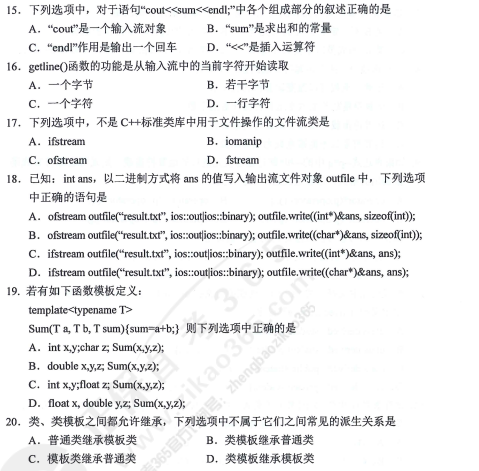 15．下列选项中，对于语句“cout<<sum<<endl;”中各个组成部分的叙述正确的是
A．“cout”是一个输入流对象 B．“sum”是求出和的常量
C．“endl”作用是输出一个回车 D．“<<”是插入运算符
16．getline()函数的功能是从输入流中的当前字符开始读取
A．一个字节 B．若干字节
C．一个字符 D．一行字符
17．下列选项中，不是 C++标准类库中用于文件操作的文件流类是
A．ifstream B．iomanip
C．ofstream D．fstream
18．已知：int ans，以二进制方式将 ans 的值写入输出流文件对象 outfile 中，下列选项
中正确的语句是
A．ofstream outfile(“result.txt”, ios::out|ios::binary); outfile.write((int*)&ans, sizeof(int));
B．ofstream outfile(“result.txt”, ios::out|ios::binary); outfile.write((char*)&ans, sizeof(int));
C．ifstream outfile(“result.txt”, ios::out|ios::binary); outfile.write((int*)&ans, ans);
D．ifstream outfile(“result.txt”, ios::out|ios::binary); outfile.write((char*)&ans, ans);
19．若有如下函数模板定义：
template<typename T>
Sum(T a, T b, T sum){sum=a+b;} 则下列选项中正确的是
A．int x,y;char z; Sum(x,y,z);
B．double x,y,z; Sum(x,y,z);
C．int x,y;float z; Sum(x,y,z);
D．float x, double y,z; Sum(x,y,z);
20．类、类模板之间都允许继承，下列选项中不属于它们之间常见的派生关系是
A．普通类继承模板类 B．类模板继承普通类
C．模板类继承普通类 D．类模板继承类模板